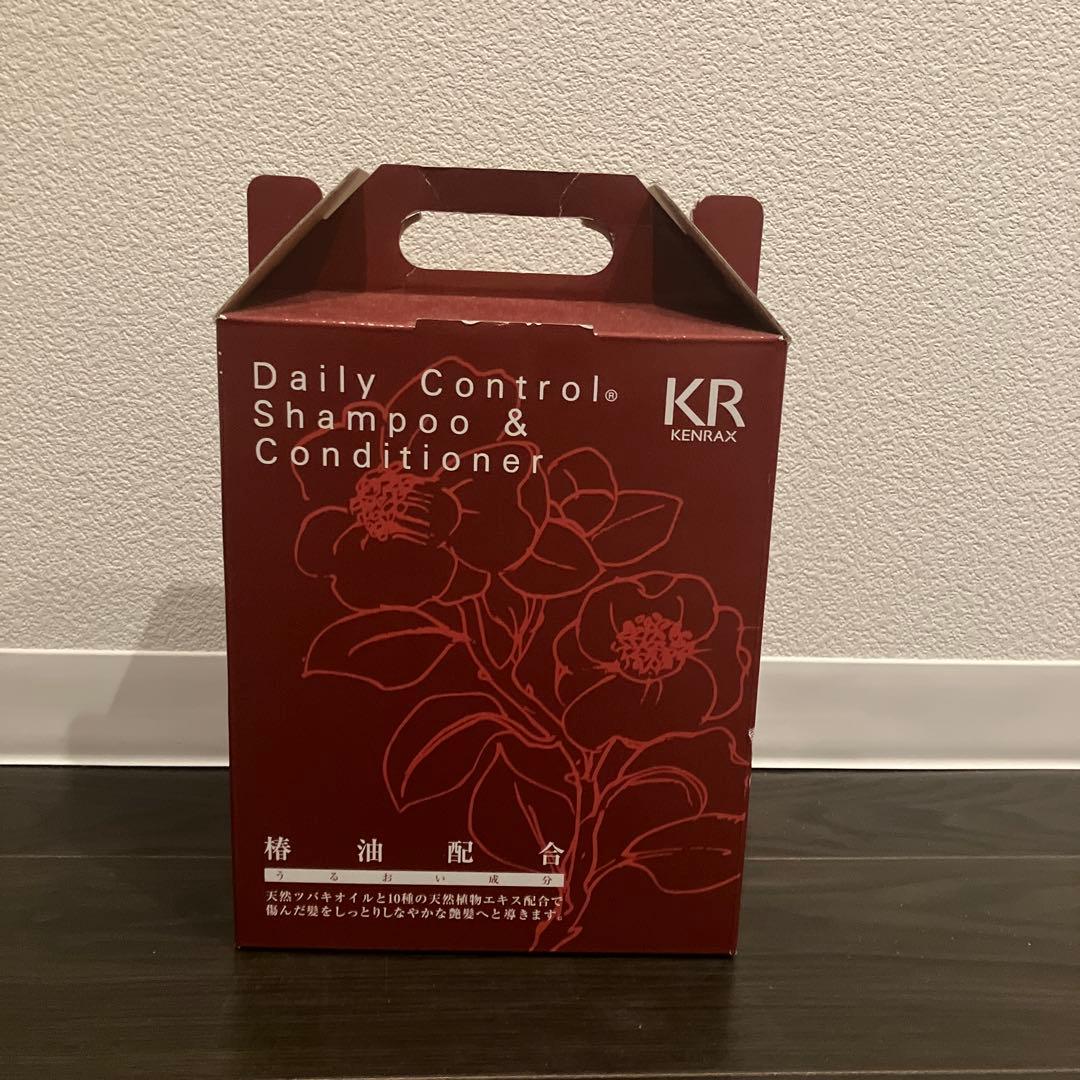 Daily Control®
Shampoo &
Conditioner
KR
KENRAX
椿油配合
うるおい成分
天然ツバキオイルと10種の天然植物エキス配合で
傷んだ髪をしっとりしなやかな艶髪へと導きます。